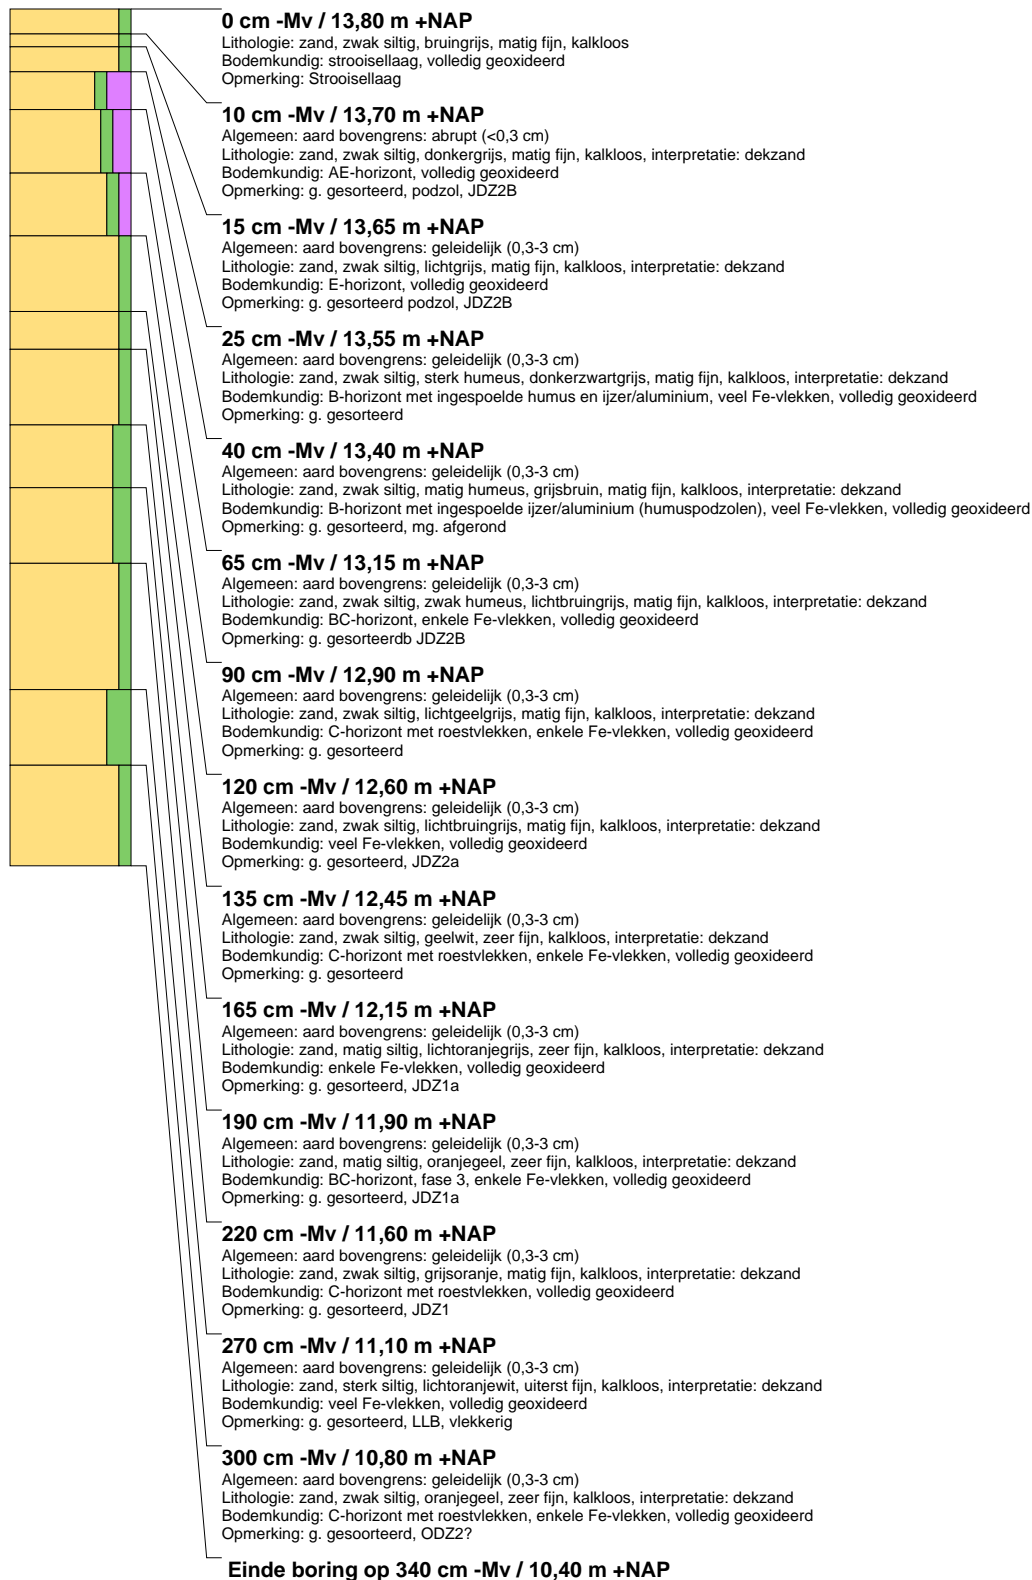 0 cm -Mv / 13,80 m +NAP
Lithologie: zand, zwak siltig, bruingrijs, matig fijn, kalkloos
Bodemkundig: strooisellaag, volledig geoxideerd
Opmerking: Strooisellaag
10 cm -Mv / 13,70 m +NAP
Algemeen: aard bovengrens: abrupt (<0,3 cm)
Lithologie: zand, zwak siltig, donkergrijs, matig fijn, kalkloos, interpretatie: dekzand
Bodemkundig: AE-horizont, volledig geoxideerd
Opmerking: g. gesorteerd, podzol, JDZ2B
15 cm -Mv / 13,65 m +NAP
Algemeen: aard bovengrens: geleidelijk (0,3-3 cm)
Lithologie: zand, zwak siltig, lichtgrijs, matig fijn, kalkloos, interpretatie: dekzand
Bodemkundig: E-horizont, volledig geoxideerd
Opmerking: g. gesorteerd podzol, JDZ2B
25 cm -Mv / 13,55 m +NAP
Algemeen: aard bovengrens: geleidelijk (0,3-3 cm)
Lithologie: zand, zwak siltig, sterk humeus, donkerzwartgrijs, matig fijn, kalkloos, interpretatie: dekzand
Bodemkundig: B-horizont met ingespoelde humus en ijzer/aluminium, veel Fe-vlekken, volledig geoxideerd
Opmerking: g. gesorteerd
40 cm -Mv / 13,40 m +NAP
Algemeen: aard bovengrens: geleidelijk (0,3-3 cm)
Lithologie: zand, zwak siltig, matig humeus, grijsbruin, matig fijn, kalkloos, interpretatie: dekzand
Bodemkundig: B-horizont met ingespoelde ijzer/aluminium (humuspodzolen), veel Fe-vlekken, volledig geoxideerd
Opmerking: g. gesorteerd, mg. afgerond
65 cm -Mv / 13,15 m +NAP
Algemeen: aard bovengrens: geleidelijk (0,3-3 cm)
Lithologie: zand, zwak siltig, zwak humeus, lichtbruingrijs, matig fijn, kalkloos, interpretatie: dekzand
Bodemkundig: BC-horizont, enkele Fe-vlekken, volledig geoxideerd
Opmerking: g. gesorteerdb JDZ2B
90 cm -Mv / 12,90 m +NAP
Algemeen: aard bovengrens: geleidelijk (0,3-3 cm)
Lithologie: zand, zwak siltig, lichtgeelgrijs, matig fijn, kalkloos, interpretatie: dekzand
Bodemkundig: C-horizont met roestvlekken, enkele Fe-vlekken, volledig geoxideerd
Opmerking: g. gesorteerd
120 cm -Mv / 12,60 m +NAP
Algemeen: aard bovengrens: geleidelijk (0,3-3 cm)
Lithologie: zand, zwak siltig, lichtbruingrijs, matig fijn, kalkloos, interpretatie: dekzand
Bodemkundig: veel Fe-vlekken, volledig geoxideerd
Opmerking: g. gesorteerd, JDZ2a
135 cm -Mv / 12,45 m +NAP
Algemeen: aard bovengrens: geleidelijk (0,3-3 cm)
Lithologie: zand, zwak siltig, geelwit, zeer fijn, kalkloos, interpretatie: dekzand
Bodemkundig: C-horizont met roestvlekken, enkele Fe-vlekken, volledig geoxideerd
Opmerking: g. gesorteerd
165 cm -Mv / 12,15 m +NAP
Algemeen: aard bovengrens: geleidelijk (0,3-3 cm)
Lithologie: zand, matig siltig, lichtoranjegrijs, zeer fijn, kalkloos, interpretatie: dekzand
Bodemkundig: enkele Fe-vlekken, volledig geoxideerd
Opmerking: g. gesorteerd, JDZ1a
190 cm -Mv / 11,90 m +NAP
Algemeen: aard bovengrens: geleidelijk (0,3-3 cm)
Lithologie: zand, matig siltig, oranjegeel, zeer fijn, kalkloos, interpretatie: dekzand
Bodemkundig: BC-horizont, fase 3, enkele Fe-vlekken, volledig geoxideerd
Opmerking: g. gesorteerd, JDZ1a
220 cm -Mv / 11,60 m +NAP
Algemeen: aard bovengrens: geleidelijk (0,3-3 cm)
Lithologie: zand, zwak siltig, grijsoranje, matig fijn, kalkloos, interpretatie: dekzand
Bodemkundig: C-horizont met roestvlekken, volledig geoxideerd
Opmerking: g. gesorteerd, JDZ1
270 cm -Mv / 11,10 m +NAP
Algemeen: aard bovengrens: geleidelijk (0,3-3 cm)
Lithologie: zand, sterk siltig, lichtoranjewit, uiterst fijn, kalkloos, interpretatie: dekzand
Bodemkundig: veel Fe-vlekken, volledig geoxideerd
Opmerking: g. gesorteerd, LLB, vlekkerig
300 cm -Mv / 10,80 m +NAP
Algemeen: aard bovengrens: geleidelijk (0,3-3 cm)
Lithologie: zand, zwak siltig, oranjegeel, zeer fijn, kalkloos, interpretatie: dekzand
Bodemkundig: C-horizont met roestvlekken, enkele Fe-vlekken, volledig geoxideerd
Opmerking: g. gesoorteerd, ODZ2?
Einde boring op 340 cm -Mv / 10,40 m +NAP